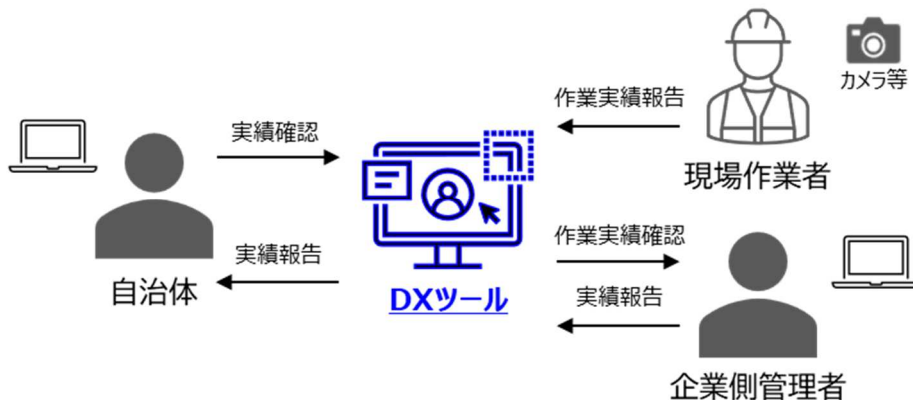 カメラ等
作業実績報告
現場作業者
実績確認
実績報告
自治体
DXツール
作業実績確認
実績報告
企業側管理者